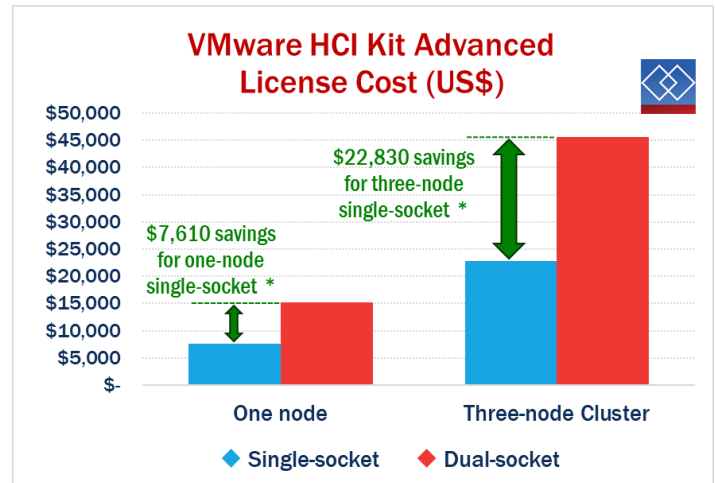 VMware HCI Kit Advanced
License Cost (US$)
$50,000
$45,000
$40,000
$35,000
$30,000
$25,000
$20,000
$15,000
$10,000
$5,000
$-
$22,830 savings
for three-node
single-socket *
$7,610 savings
for one-node
single-socket *
One node
Three-node Cluster
Single-socket
Dual-socket